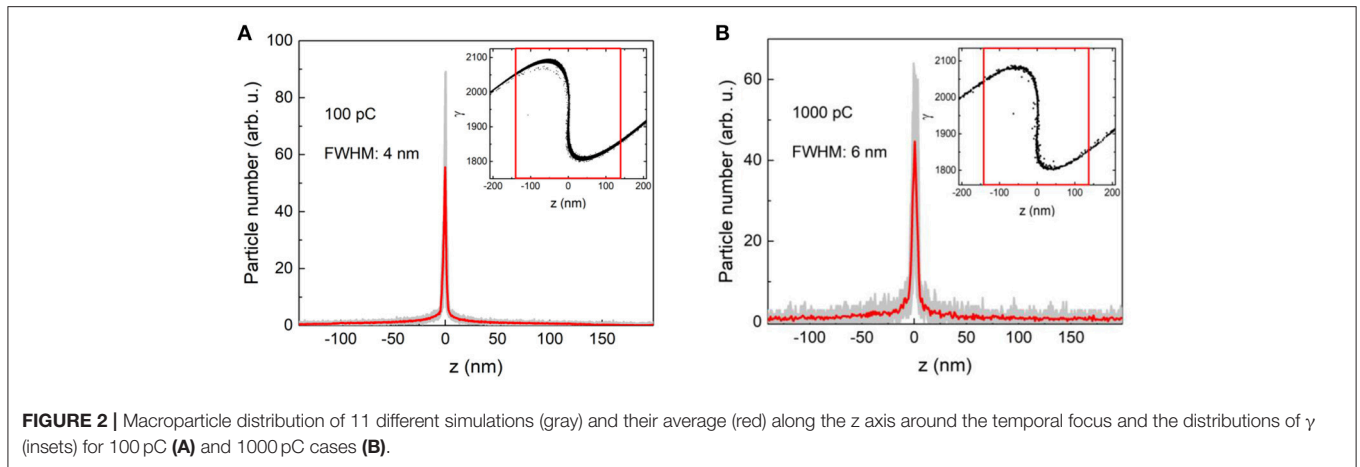 A
100
80
60
40
20
0
Particle number (arb. u.)
100 pC
FWHM: 4 nm
-100
-50
0
50
100
150
z (nm)
2100
2000
1900
1800
γ
-200
-100
0
100
200
z (nm)
B
60
40
20
0
Particle number (arb. u.)
1000 pC
FWHM: 6 nm
-100
-50
0
50
100
150
z (nm)
2100
2000
1900
1800
γ
-200
-100
0
100
200
z (nm)
FIGURE 2 | Macroparticle distribution of 11 different simulations (gray) and their average (red) along the z axis around the temporal focus and the distributions of γ
(insets) for 100 pC (A) and 1000 pC cases (B).